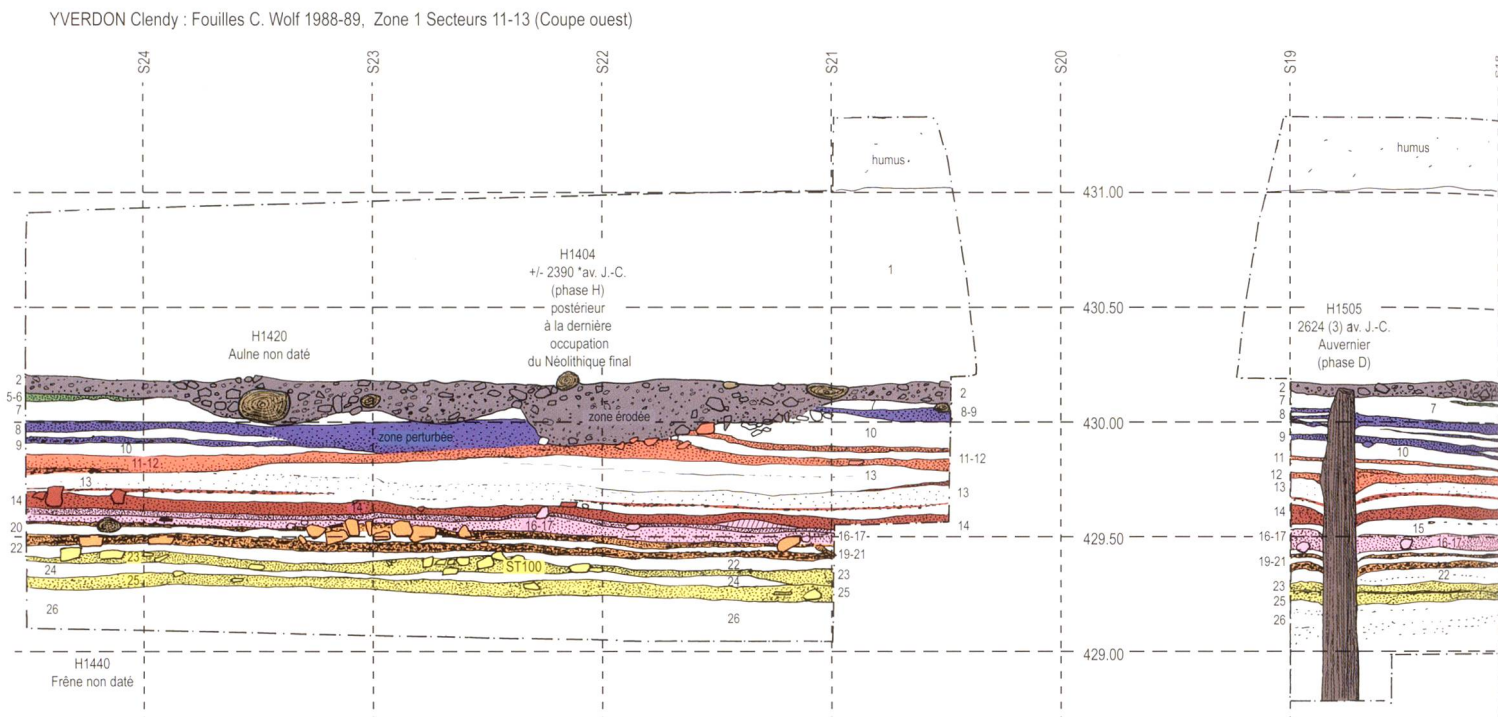 YVERDON Clendy : Fouilles C. Wolf 1988-89, Zone 1 Secteurs 11-13 (Coupe ouest)
S24
S23
S22
S21
S20
S19
humus
humus
431.00
1
H1404
+/- 2390 *av. J.-C.
(phase H)
postérieur
à la dernière
occupation
du Néolithique final
430.50
H1420
Aulne non daté
H1505
2624 (3) av. J.-C.
Auvernier
(phase D)
2
5-6
7
8
9
10
14
20
22
24
26
2
zone érodée
zone perturbée
11-12
13
14
16-17
23
ST100
25
22
24
26
2
8-9
10
11-12
13
13
14
16-17
19-21
23
25
430.00
429.50
429.00
2
7
8
9
11
12
13
14
16-17
19-21
23
25
26
7
10
15
16-17
22
H1440
Frêne non daté